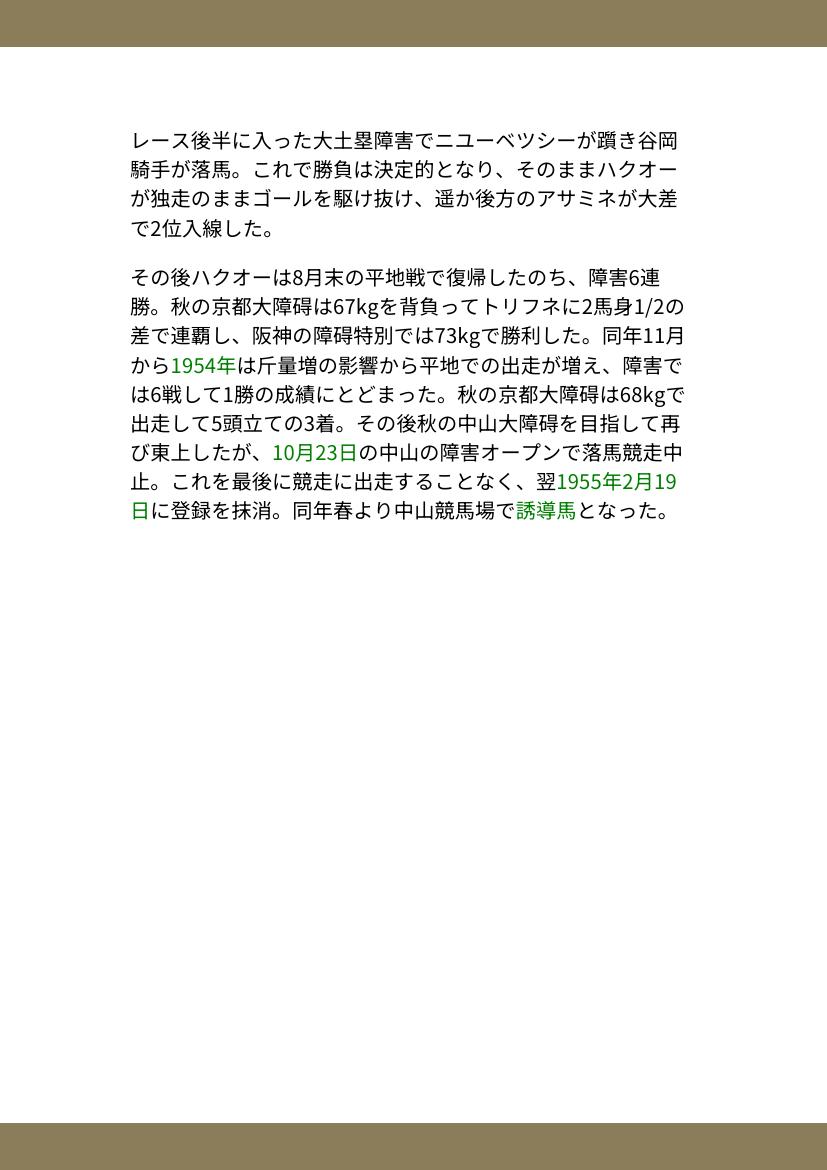 レース後半に入った大土塁障害でニユーベツシーが躓き谷岡
騎手が落馬。これで勝負は決定的となり、そのままハクオー
が独走のままゴールを駆け抜け、遥か後方のアサミネが大差
で2位入線した。
その後ハクオーは8月末の平地戦で復帰したのち、障害6連
勝。秋の京都大障碍は67kgを背負ってトリフネに2馬身1/2の
差で連覇し、阪神の障碍特別では73kgで勝利した。同年11月
から1954年は斤量増の影響から平地での出走が増え、障害で
は6戦して1勝の成績にとどまった。秋の京都大障碍は68kgで
出走して5頭立ての3着。その後秋の中山大障碍を目指して再
び東上したが、10月23日の中山の障害オープンで落馬競走中
止。これを最後に競走に出走することなく、翌1955年2月19
日に登録を抹消。同年春より中山競馬場で誘導馬となった。